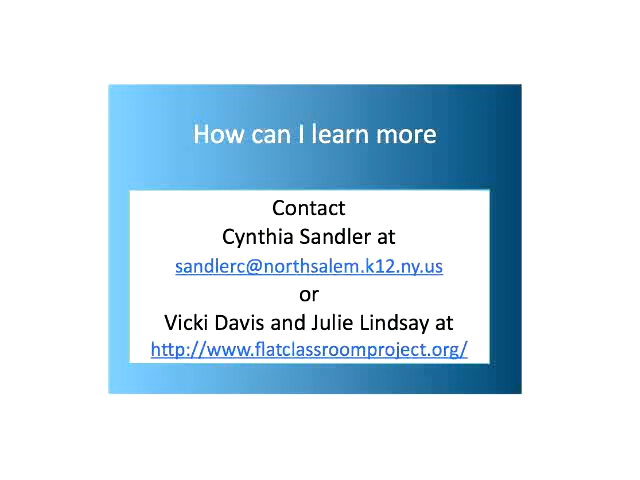 How can I learn more
Contact
Cynthia Sandler at
sandlerc@northsalem.k12.ny.us
or
Vicki Davis and Julie Lindsay at
http://www.flatclassroomproject.org/